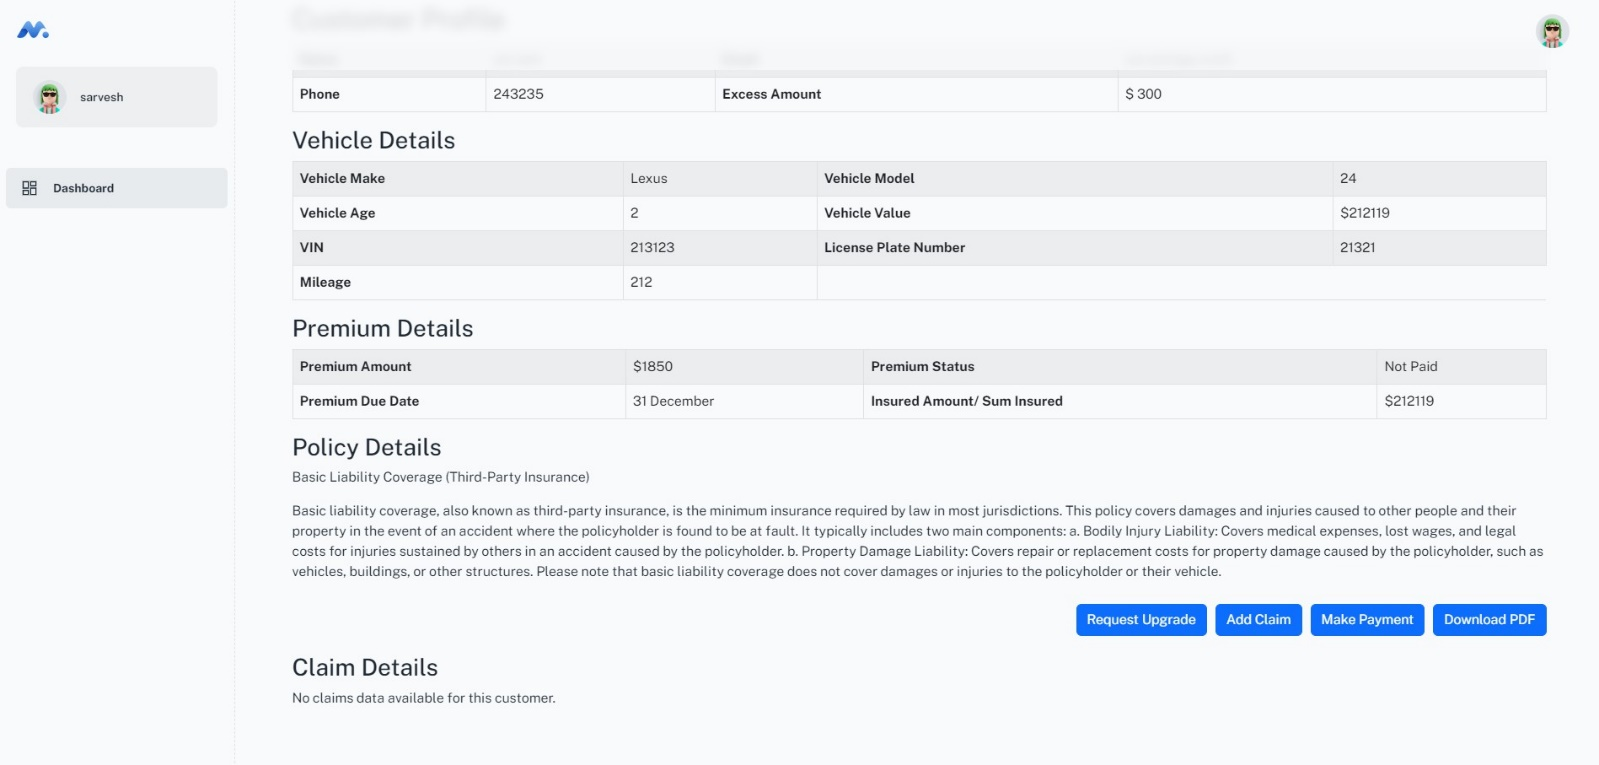 Customer Profile
sarvesh
Phone 243235 Excess Amount $ 300
Vehicle Details
Vehicle Make Lexus Vehicle Model 24
Dashboard
Vehicle Age 2 Vehicle Value $212119
VIN 213123 License Plate Number 21321
Mileage 212
Premium Details
Premium Amount $1850 Premium Status Not Paid
Premium Due Date 31 December Insured Amount/ Sum Insured $212119
Policy Details
Basic Liability Coverage (Third-Party Insurance)
Basic liability coverage, also known as third-party insurance, is the minimum insurance required by law in most jurisdictions. This policy covers damages and injuries caused to other people and their
property in the event of an accident where the policyholder is found to be at fault. It typically includes two main components: a. Bodily Injury Liability: Covers medical expenses, lost wages, and legal
costs for injuries sustained by others in an accident caused by the policyholder. b. Property Damage Liability: Covers repair or replacement costs for property damage caused by the policyholder, such as
vehicles, buildings, or other structures. Please note that basic liability coverage does not cover damages or injuries to the policyholder or their vehicle.
Request Upgrade Add Claim Make Payment Download PDF
Claim Details
No claims data available for this customer.